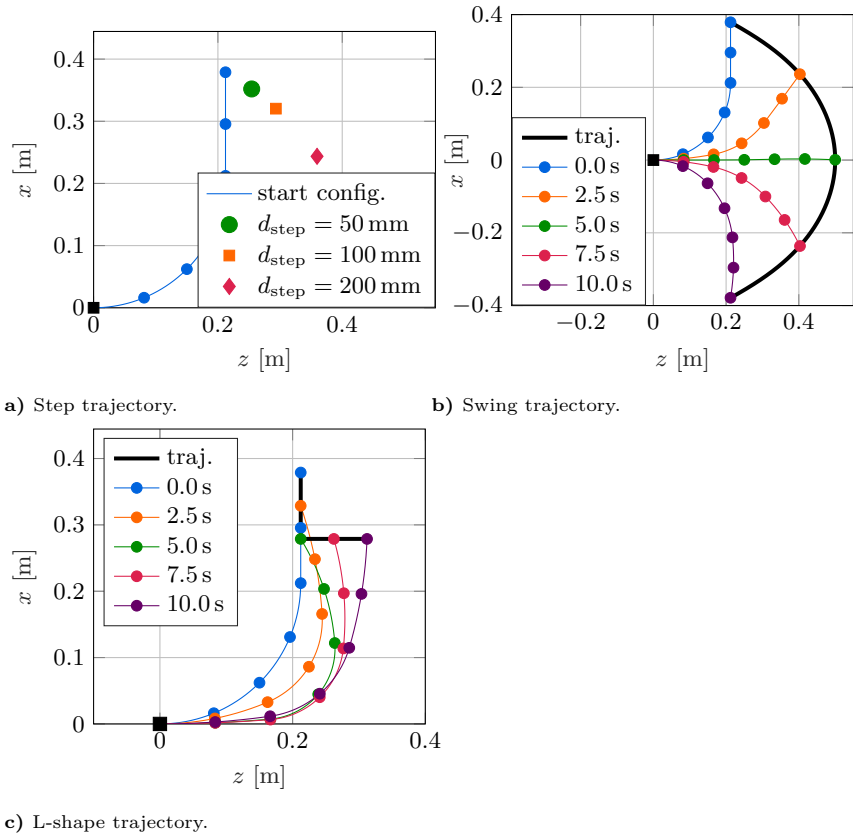 0.4
0.3
0.2
0.1
0
0
0.2
0.4
x [m]
z [m]
start config.
d_step = 50 mm
d_step = 100 mm
d_step = 200 mm
a) Step trajectory.
0.4
0.2
0
−0.2
−0.4
−0.2
0
0.2
0.4
x [m]
z [m]
traj.
0.0 s
2.5 s
5.0 s
7.5 s
10.0 s
b) Swing trajectory.
0.4
0.3
0.2
0.1
0
0
0.2
0.4
x [m]
z [m]
traj.
0.0 s
2.5 s
5.0 s
7.5 s
10.0 s
c) L-shape trajectory.